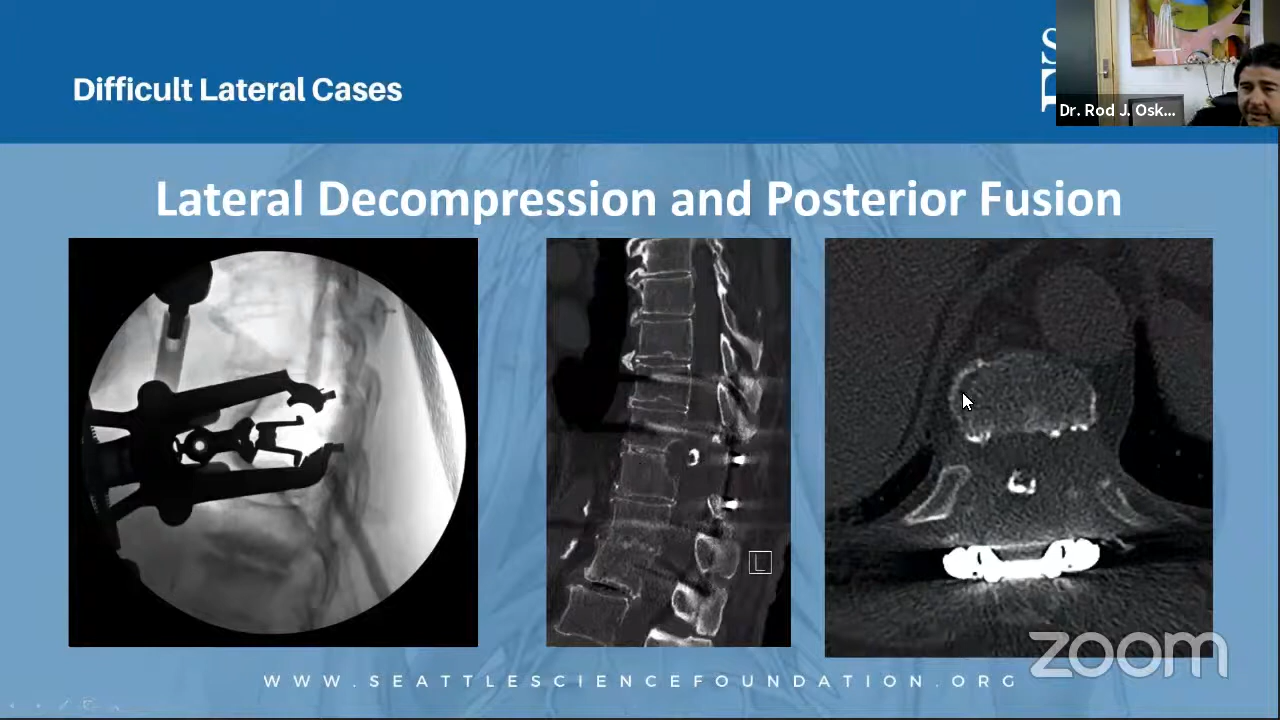 Difficult Lateral Cases
Dr. Rod J. Osk...
Lateral Decompression and Posterior Fusion
L
zoom
WWW.SEATTLESCIENCEFOUNDATION.ORG